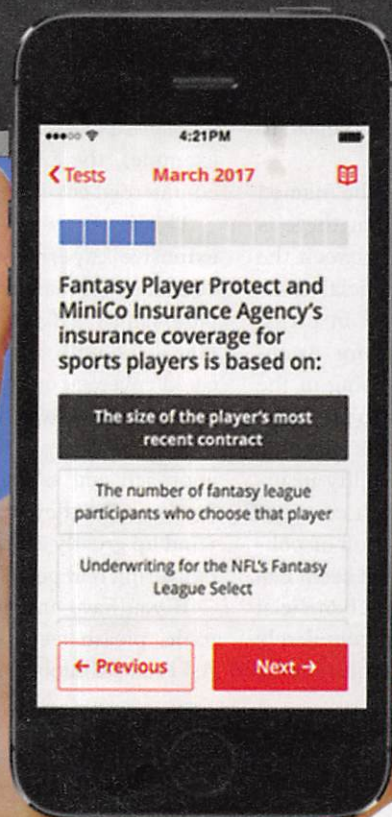 4:21PM
Tests March 2017
Fantasy Player Protect and
MiniCo Insurance Agency's
insurance coverage for
sports players is based on:
The size of the player's most
recent contract
The number of fantasy league
participants who choose that player
Underwriting for the NFL's Fantasy
League Select
← Previous Next →